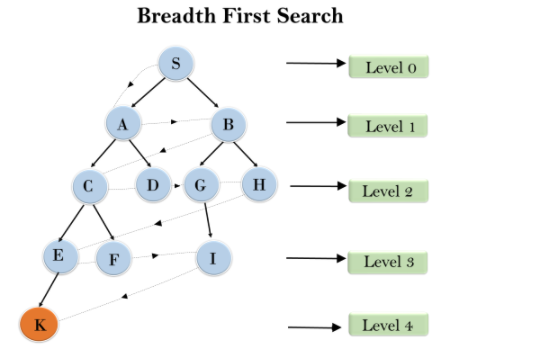 Breadth First Search
S
Level 0
A B
Level 1
C D G H
Level 2
E F I
Level 3
K
Level 4